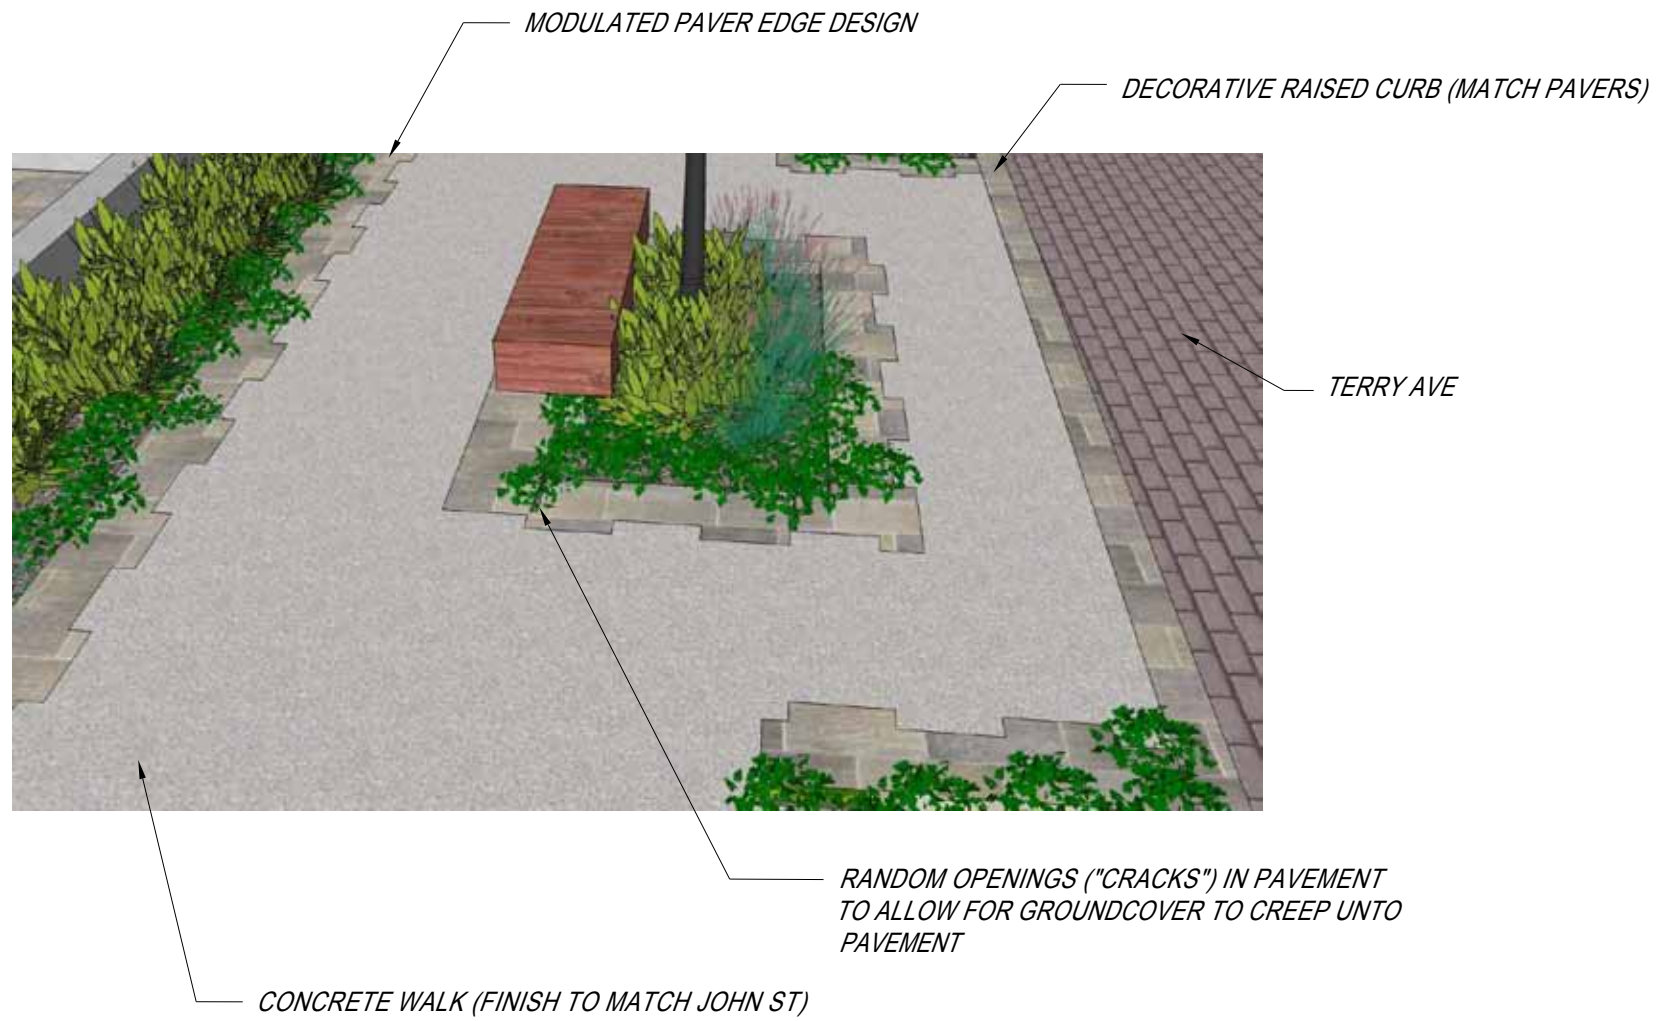 MODULATED PAVER EDGE DESIGN
DECORATIVE RAISED CURB (MATCH PAVERS)
TERRY AVE
RANDOM OPENINGS ("CRACKS") IN PAVEMENT
TO ALLOW FOR GROUNDCOVER TO CREEP UNTO
PAVEMENT
CONCRETE WALK (FINISH TO MATCH JOHN ST)